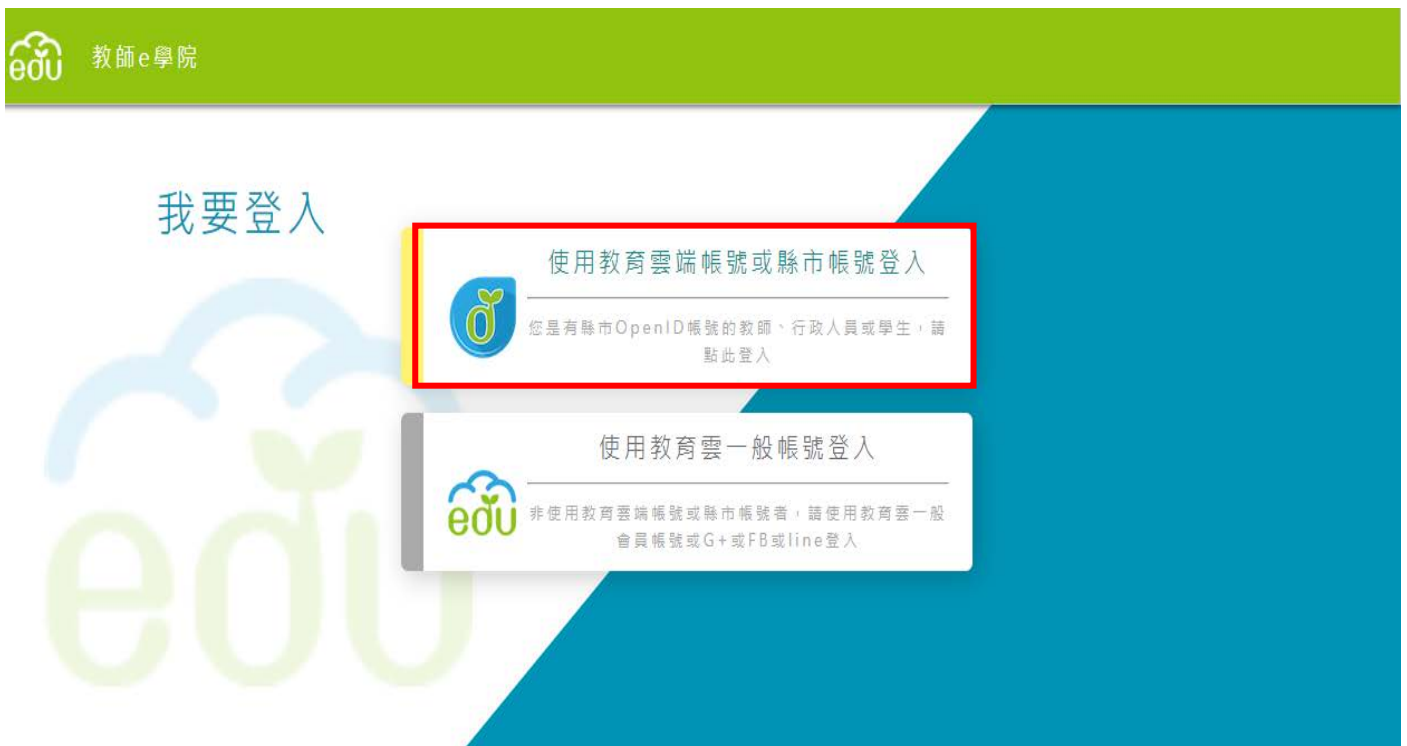 edu 教師e學院
我要登入
使用教育雲端帳號或縣市帳號登入
您是有縣市OpenID帳號的教師、行政人員或學生,請
點此登入
使用教育雲一般帳號登入
edu
非使用教育雲端帳號或縣市帳號者,請使用教育雲一般
會員帳號或G+或FB或line登入
edu